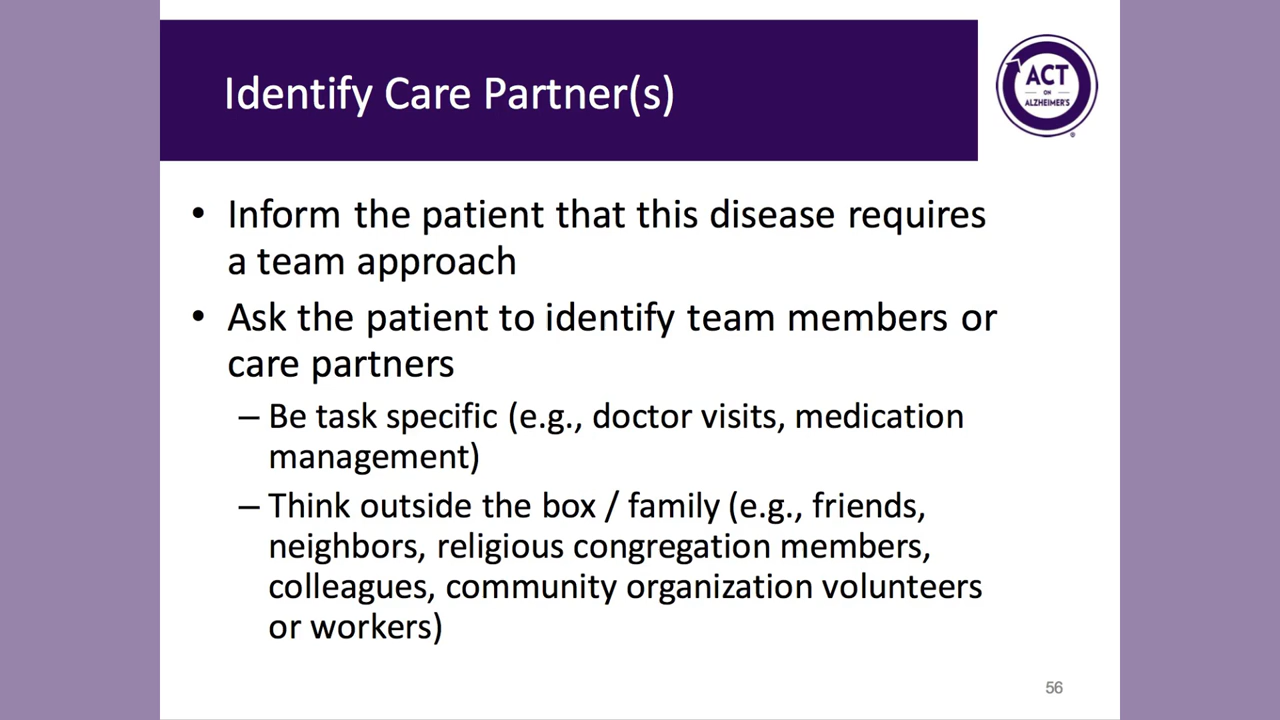 Identify Care Partner(s)
ACT
ON
ALZHEIMER'S
®
• Inform the patient that this disease requires
a team approach
• Ask the patient to identify team members or
care partners
– Be task specific (e.g., doctor visits, medication
management)
– Think outside the box / family (e.g., friends,
neighbors, religious congregation members,
colleagues, community organization volunteers
or workers)
56